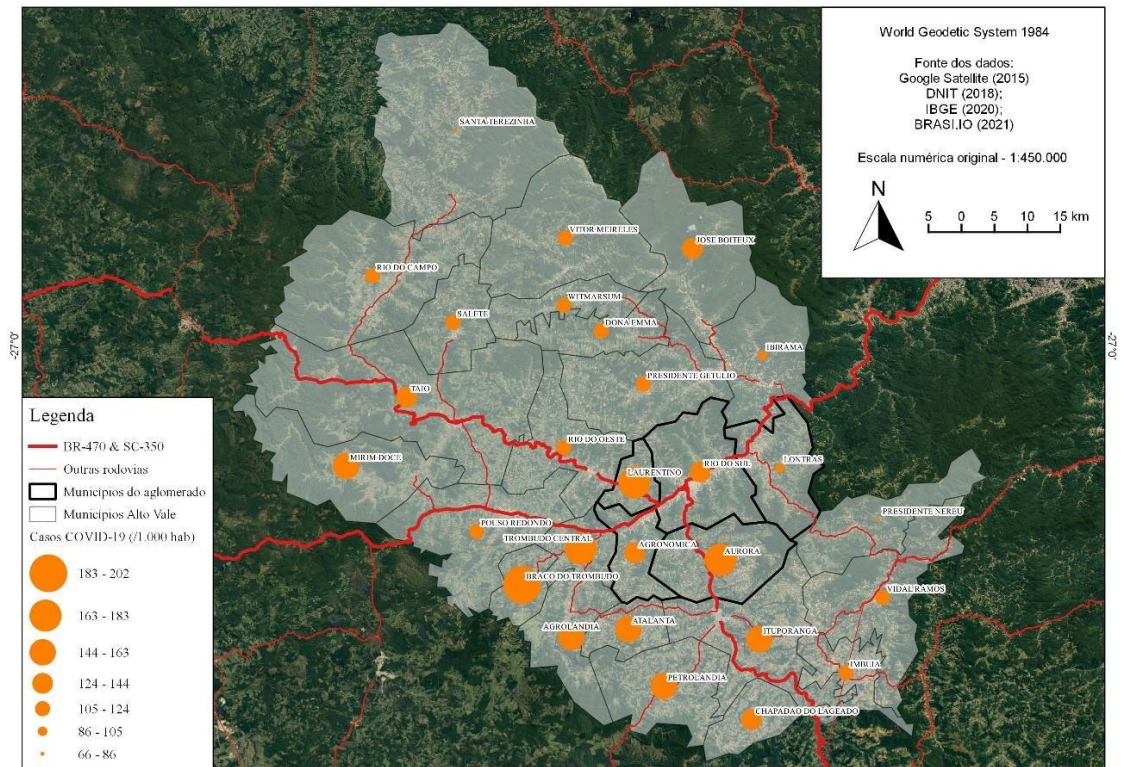 World Geodetic System 1984
Fonte dos dados:
Google Satellite (2015)
DNIT (2018);
IBGE (2020);
BRASI.IO (2021)
Escala numérica original - 1:450.000
N
5 0 5 10 15 km
SANTA TEREZINHA
VITOR MEIRELES
JOSE BOITEUX
RIO DO CAMPO
WITMARSUM
SALETE
DONA EMMA
-27°0'
-27°0'
IBIRAMA
PRESIDENTE GETULIO
TAIO
RIO DO OESTE
MIRIM DOCE
LAURENTINO
RIO DO SUL
LONTRAS
PRESIDENTE NEREU
POUSO REDONDO
TROMBUDO CENTRAL
AGRONOMICA
AURORA
BRACO DO TROMBUDO
VIDAL RAMOS
AGROLANDIA
ATALANTA
ITUPORANGA
IMBUIA
PETROLANDIA
CHAPADAO DO LAGEADO
Legenda
BR-470 & SC-350
Outras rodovias
Municípios do aglomerado
Municípios Alto Vale
Casos COVID-19 (/1.000 hab)
183 - 202
163 - 183
144 - 163
124 - 144
105 - 124
86 - 105
66 - 86